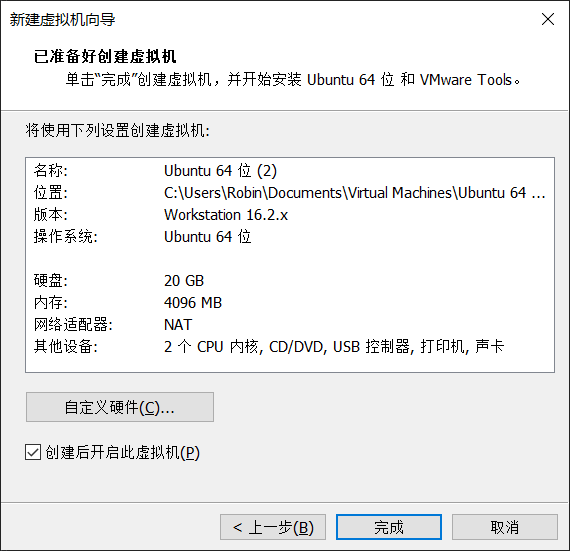 新建虚拟机向导
已准备好创建虚拟机
单击“完成”创建虚拟机，并开始安装 Ubuntu 64 位 和 VMware Tools。
将使用下列设置创建虚拟机:
名称: Ubuntu 64 位 (2)
位置: C:\Users\Robin\Documents\Virtual Machines\Ubuntu 64 ...
版本: Workstation 16.2.x
操作系统: Ubuntu 64 位
硬盘: 20 GB
内存: 4096 MB
网络适配器: NAT
其他设备: 2 个 CPU 内核, CD/DVD, USB 控制器, 打印机, 声卡
自定义硬件(C)...
创建后开启此虚拟机(P)
< 上一步(B) 完成 取消